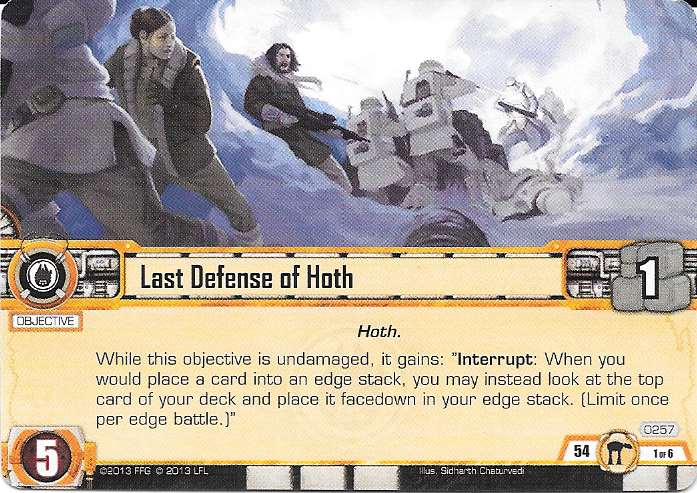 Last Defense of Hoth
1
OBJECTIVE
Hoth.
While this objective is undamaged, it gains: "Interrupt: When you
would place a card into an edge stack, you may instead look at the top
card of your deck and place it facedown in your edge stack. (Limit once
per edge battle.)"
0257
5
54
1 OF 6
©2013 FFG © 2013 LFL
Illus. Sidharth Chaturvedi